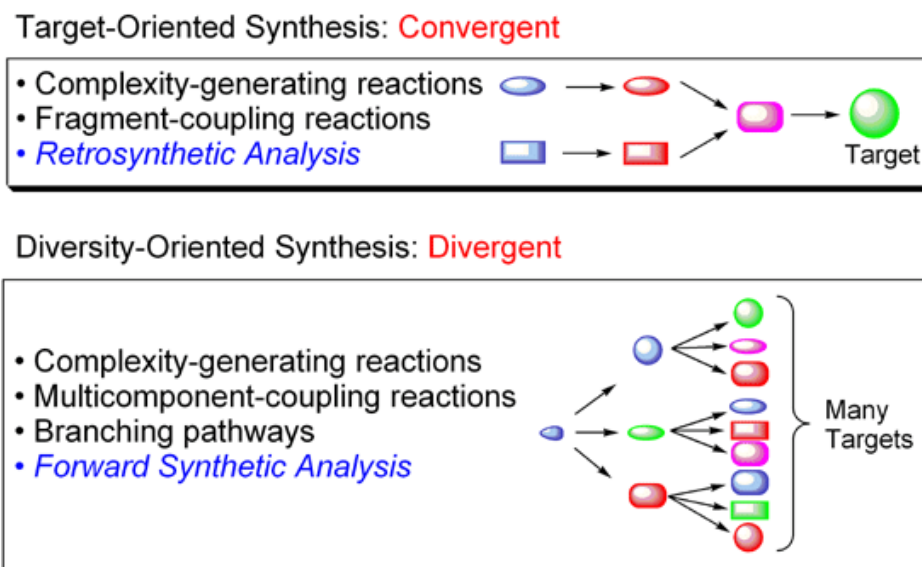 Target-Oriented Synthesis: Convergent
• Complexity-generating reactions
• Fragment-coupling reactions
• Retrosynthetic Analysis
Target
Diversity-Oriented Synthesis: Divergent
• Complexity-generating reactions
• Multicomponent-coupling reactions
• Branching pathways
• Forward Synthetic Analysis
Many
Targets